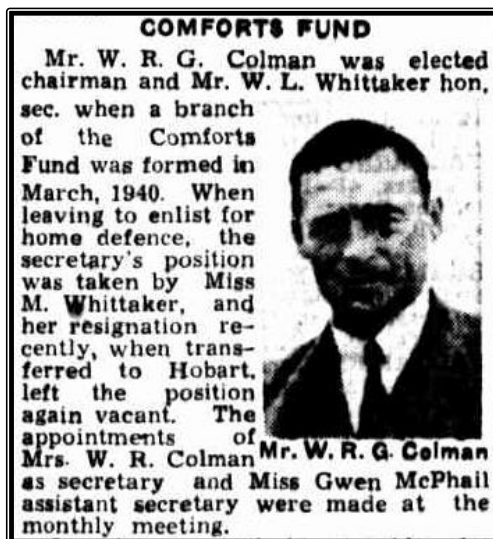 COMFORTS FUND
Mr. W. R. G. Colman was elected
chairman and Mr. W. L. Whittaker hon,
sec. when a branch
of the Comforts
Fund was formed in
March, 1940. When
leaving to enlist for
home defence, the
secretary's position
was taken by Miss
M. Whittaker, and
her resignation re-
cently, when trans-
ferred to Hobart,
left the position
again vacant. The
appointments of
Mrs. W. R. Colman
Mr. W. R. G. Colman
as secretary and Miss Gwen McPhail
assistant secretary were made at the
monthly meeting.